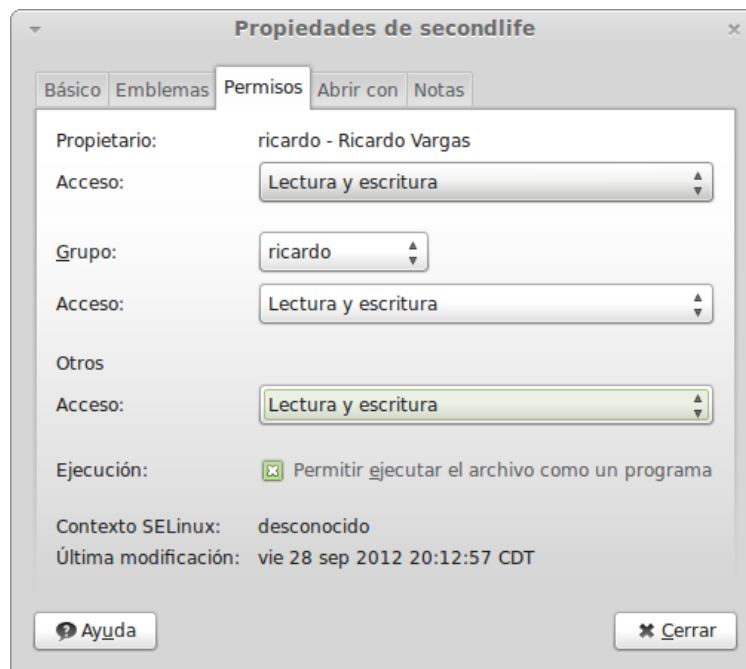 Propiedades de secondlife
Básico Emblemas Permisos Abrir con Notas
Propietario: ricardo - Ricardo Vargas
Acceso: Lectura y escritura
Grupo: ricardo
Acceso: Lectura y escritura
Otros
Acceso: Lectura y escritura
Ejecución: Permitir ejecutar el archivo como un programa
Contexto SELinux: desconocido
Última modificación: vie 28 sep 2012 20:12:57 CDT
Ayuda Cerrar